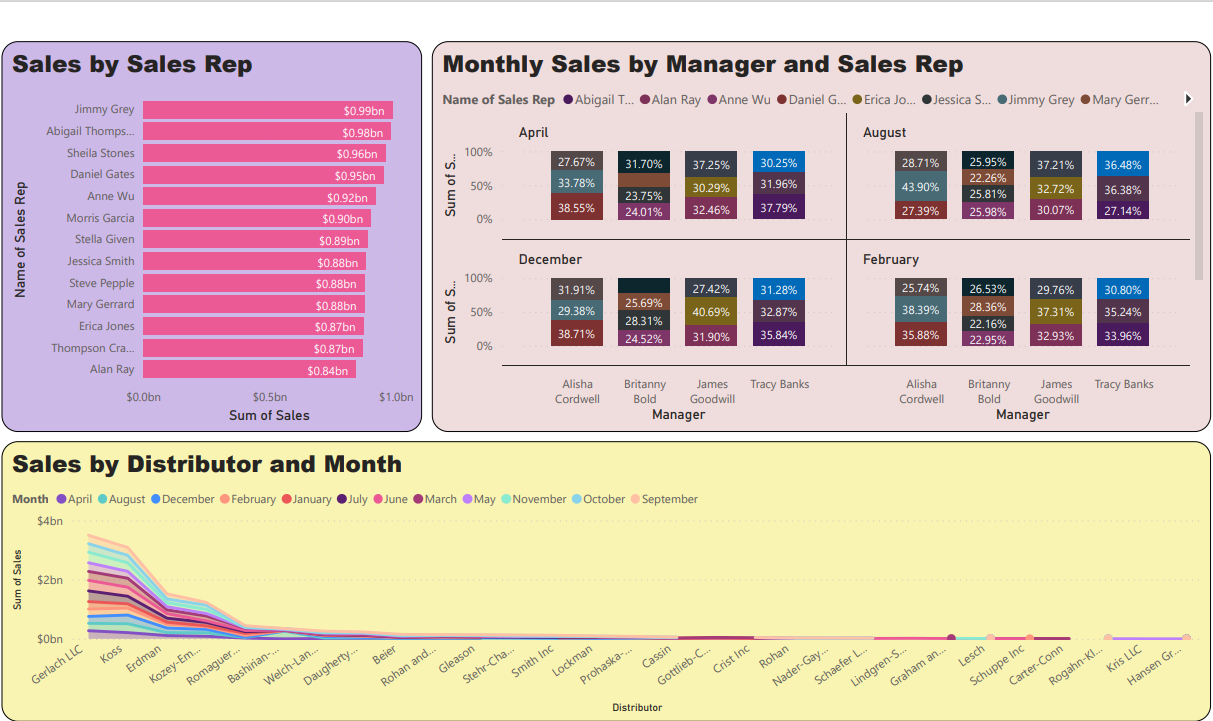 Sales by Sales Rep
Name of Sales Rep
Jimmy Grey $0.99bn
Abigail Thomps... $0.98bn
Sheila Stones $0.96bn
Daniel Gates $0.95bn
Anne Wu $0.92bn
Morris Garcia $0.90bn
Stella Given $0.89bn
Jessica Smith $0.88bn
Steve Pepple $0.88bn
Mary Gerrard $0.88bn
Erica Jones $0.87bn
Thompson Cra... $0.87bn
Alan Ray $0.84bn
$0.0bn $0.5bn $1.0bn
Sum of Sales
Monthly Sales by Manager and Sales Rep
Name of Sales Rep Abigail T... Alan Ray Anne Wu Daniel G... Erica Jo... Jessica S... Jimmy Grey Mary Gerr...
April August
Sum of S...
100%
50%
0%
27.67% 31.70% 37.25% 30.25%
33.78% 23.75% 30.29% 31.96%
38.55% 24.01% 32.46% 37.79%
28.71% 25.95% 37.21% 36.48%
22.26%
43.90% 25.81% 32.72% 36.38%
27.39% 25.98% 30.07% 27.14%
December February
Sum of S...
100%
50%
0%
31.91% 27.42% 31.28%
25.69%
29.38% 28.31% 40.69% 32.87%
38.71% 24.52% 31.90% 35.84%
25.74% 26.53% 29.76% 30.80%
28.36%
38.39% 22.16% 37.31% 35.24%
35.88% 22.95% 32.93% 33.96%
Alisha Britanny James Tracy Banks Alisha Britanny James Tracy Banks
Cordwell Bold Goodwill Cordwell Bold Goodwill
Manager Manager
Sales by Distributor and Month
Month April August December February January July June March May November October September
Sum of Sales
$4bn
$2bn
$0bn
Gerlach LLC
Koss
Erdman
Kozey-Em...
Romaguer...
Bashirian-...
Welch-Lan...
Daugherty...
Beier
Rohan and...
Gleason
Stehr-Cha...
Smith Inc
Lockman
Prohaska-...
Cassin
Gottlieb-C...
Crist Inc
Rohan
Nader-Gay...
Schaefer L...
Lindgren-S...
Graham an...
Lesch
Schuppe Inc
Carter-Conn
Rogahn-Kl...
Kris LLC
Hansen Gr...
Distributor